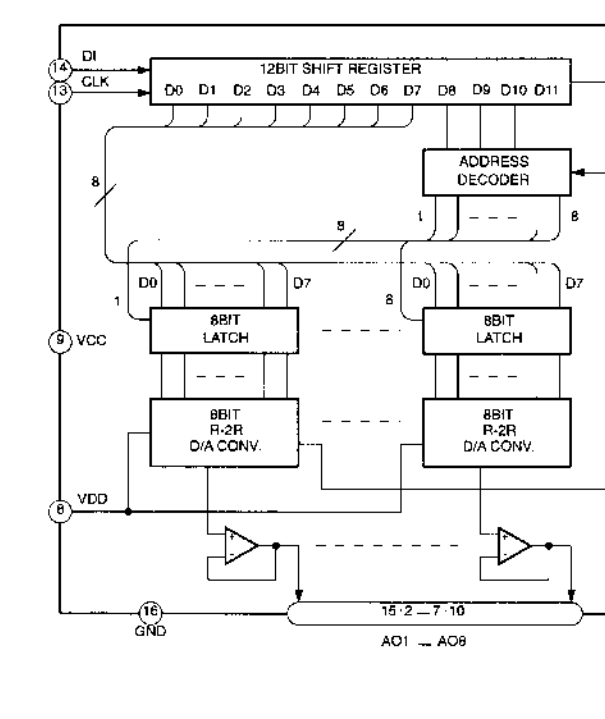 14 DI
12BIT SHIFT REGISTER
13 CLK
D0 D1 D2 D3 D4 D5 D6 D7 D8 D9 D10 D11
ADDRESS
DECODER
8
1
8
8
D0
D7
D0
D7
1
8
8BIT
LATCH
8BIT
LATCH
9 VCC
8BIT
R-2R
D/A CONV.
8BIT
R-2R
D/A CONV.
8 VDD
+
-
+
-
16
GND
15·2 — 7·10
AO1 — AO8